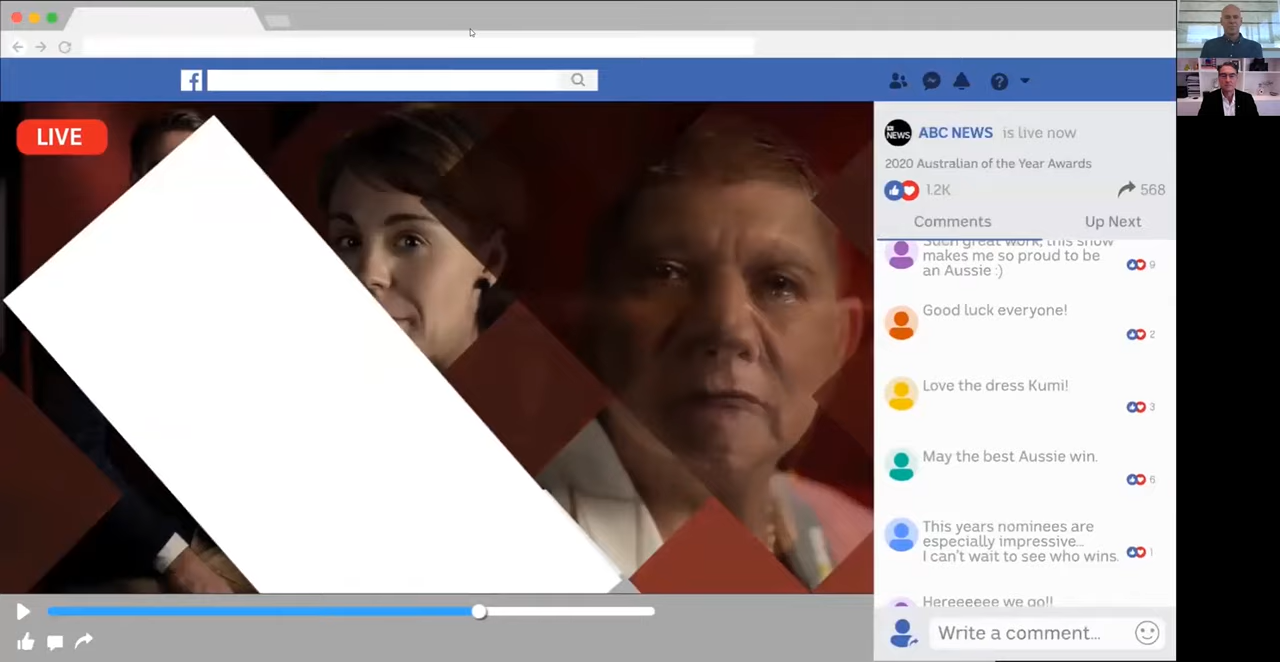 f
LIVE
NEWS
ABC NEWS is live now
2020 Australian of the Year Awards
1.2K
568
Comments
Up Next
Such great work, this show
makes me so proud to be
an Aussie :)
9
Good luck everyone!
2
Love the dress Kumi!
3
May the best Aussie win.
6
This years nominees are
especially impressive...
I can't wait to see who wins.
1
Hereeeeee we go!!
Write a comment...